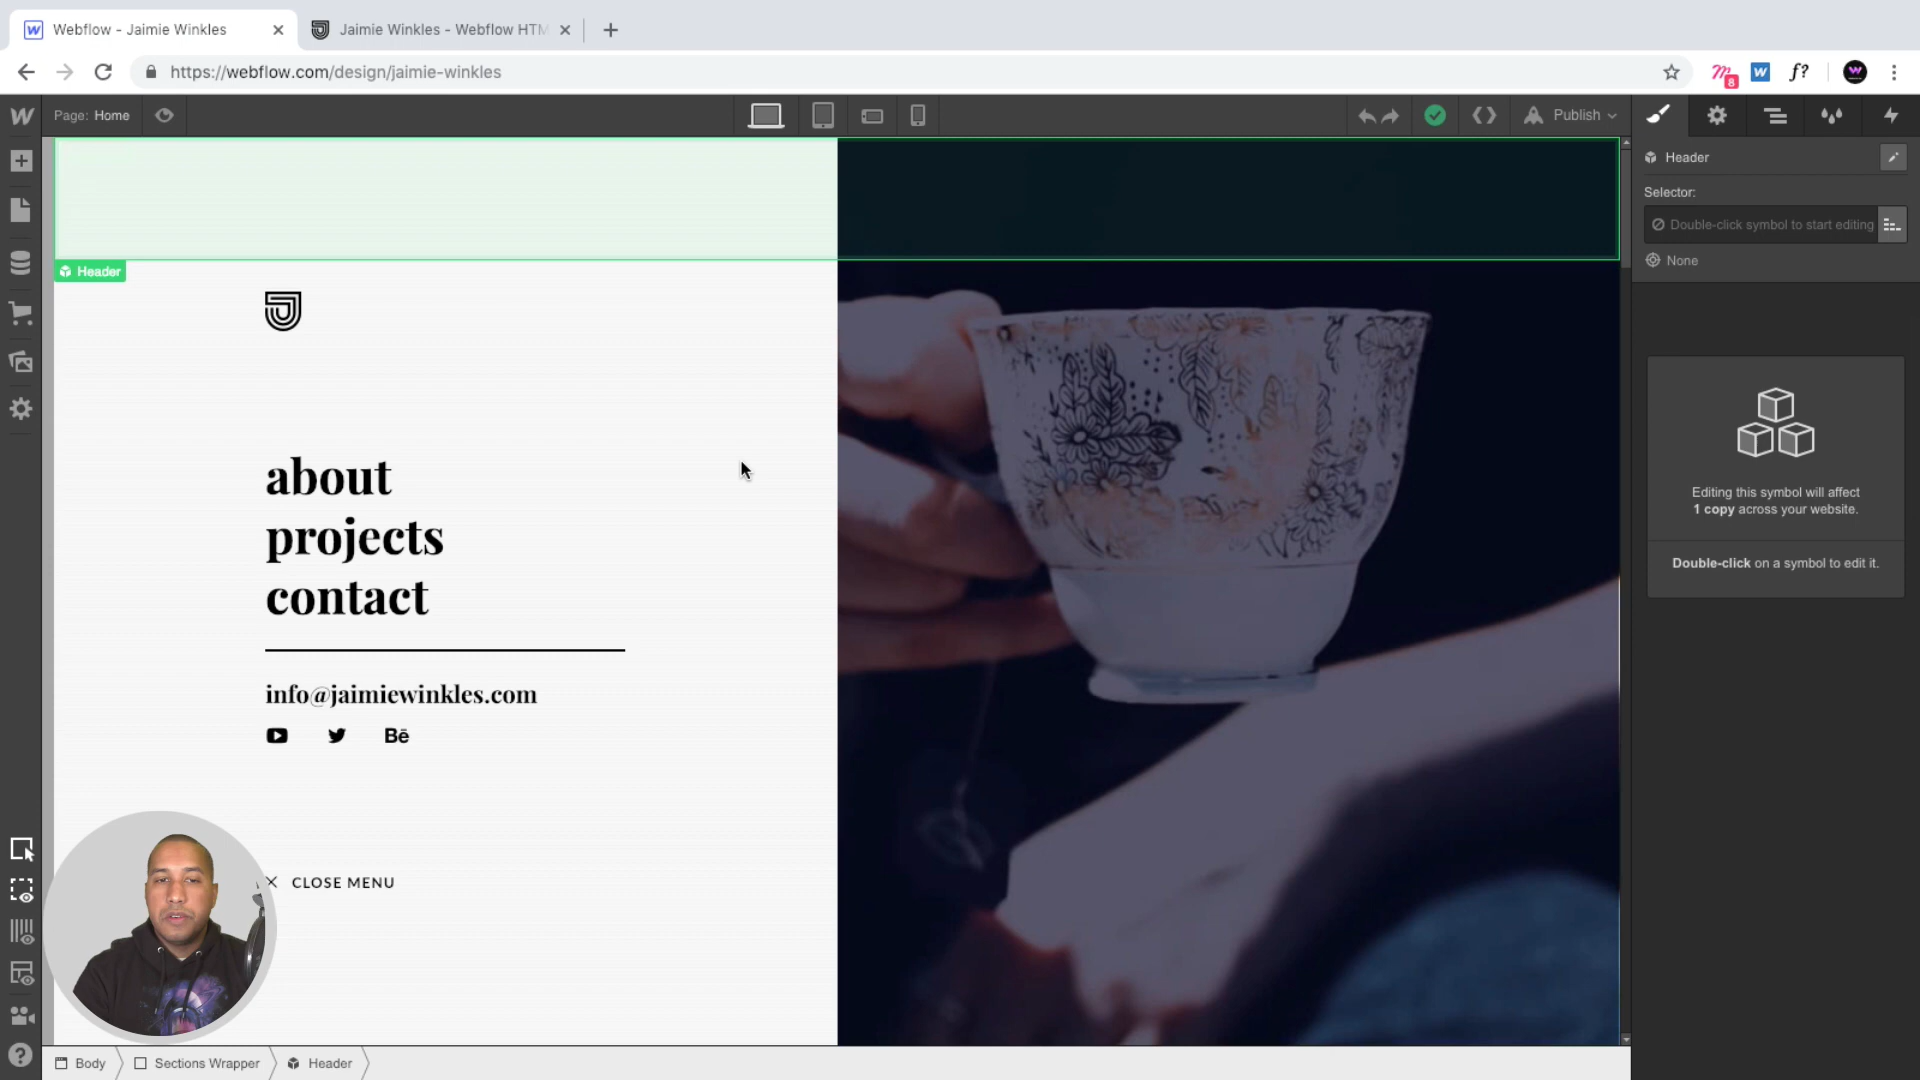 Webflow - Jaimie Winkles
Jaimie Winkles - Webflow HTM
https://webflow.com/design/jaimie-winkles
8
f?
Page: Home
Publish
Header
Selector:
Double-click symbol to start editing
None
Header
about
projects
contact
info@jaimiewinkles.com
Bē
CLOSE MENU
Editing this symbol will affect
1 copy across your website.
Double-click on a symbol to edit it.
Body
Sections Wrapper
Header